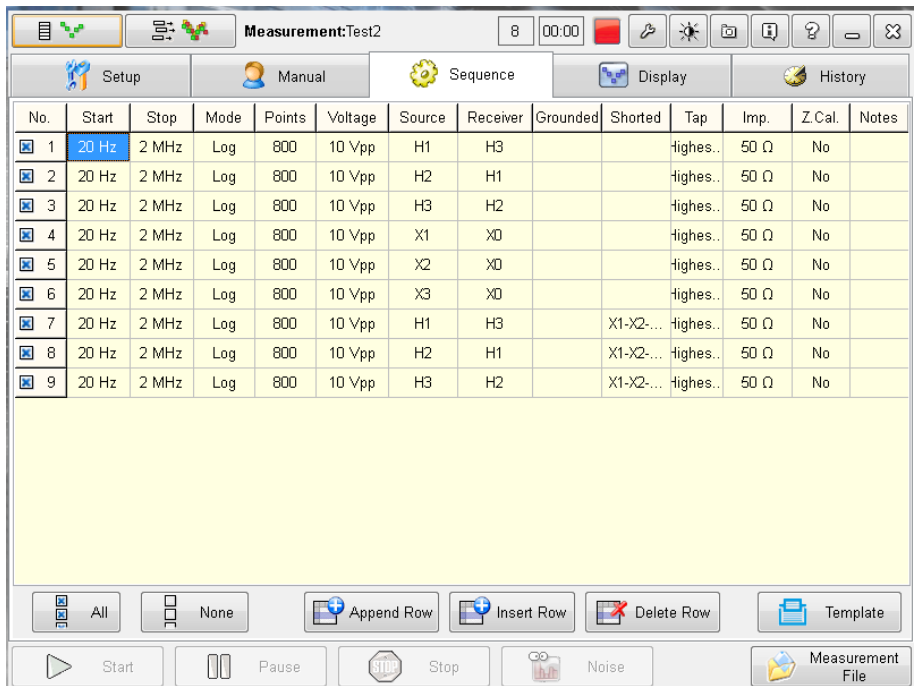 Measurement:Test2 8 00:00
Setup Manual Sequence Display History
No. Start Stop Mode Points Voltage Source Receiver Grounded Shorted Tap Imp. Z.Cal. Notes
1 20 Hz 2 MHz Log 800 10 Vpp H1 H3 Highes... 50 Ω No
2 20 Hz 2 MHz Log 800 10 Vpp H2 H1 Highes... 50 Ω No
3 20 Hz 2 MHz Log 800 10 Vpp H3 H2 Highes... 50 Ω No
4 20 Hz 2 MHz Log 800 10 Vpp X1 X0 Highes... 50 Ω No
5 20 Hz 2 MHz Log 800 10 Vpp X2 X0 Highes... 50 Ω No
6 20 Hz 2 MHz Log 800 10 Vpp X3 X0 Highes... 50 Ω No
7 20 Hz 2 MHz Log 800 10 Vpp H1 H3 X1-X2-... Highes... 50 Ω No
8 20 Hz 2 MHz Log 800 10 Vpp H2 H1 X1-X2-... Highes... 50 Ω No
9 20 Hz 2 MHz Log 800 10 Vpp H3 H2 X1-X2-... Highes... 50 Ω No
All None Append Row Insert Row Delete Row Template
Start Pause STOP Stop Noise Measurement
File